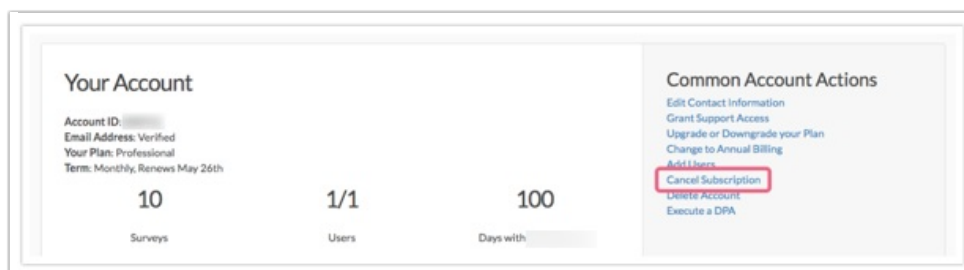 Your Account
Account ID:
Email Address: Verified
Your Plan: Professional
Term: Monthly, Renews May 26th
10
1/1
100
Surveys
Users
Days with
Common Account Actions
Edit Contact Information
Grant Support Access
Upgrade or Downgrade your Plan
Change to Annual Billing
Add Users
Cancel Subscription
Delete Account
Execute a DPA